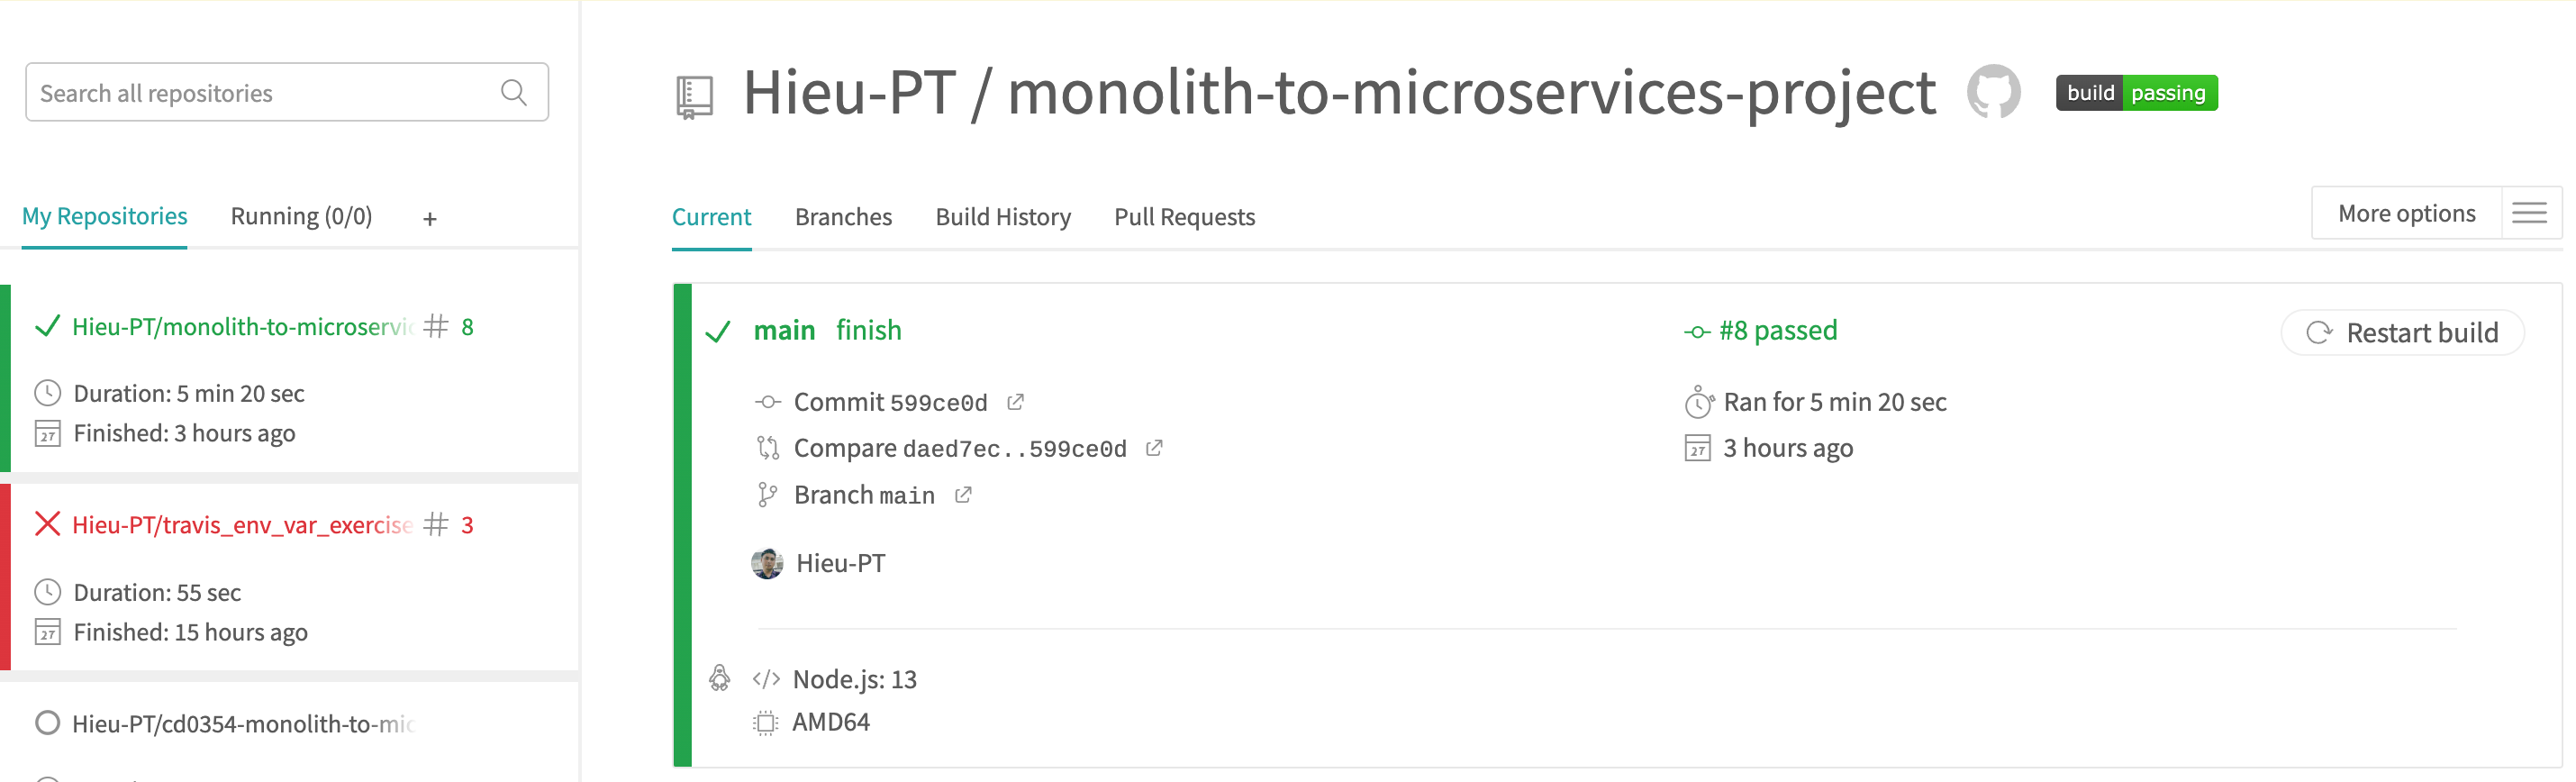 Search all repositories
My Repositories Running (0/0) +
Hieu-PT/monolith-to-microservic # 8
Duration: 5 min 20 sec
27 Finished: 3 hours ago
Hieu-PT/travis_env_var_exercise # 3
Duration: 55 sec
27 Finished: 15 hours ago
Hieu-PT/cd0354-monolith-to-mic
Hieu-PT / monolith-to-microservices-project build passing
Current Branches Build History Pull Requests More options
main finish #8 passed Restart build
Commit 599ce0d Ran for 5 min 20 sec
Compare daed7ec..599ce0d 27 3 hours ago
Branch main
Hieu-PT
</> Node.js: 13
AMD64